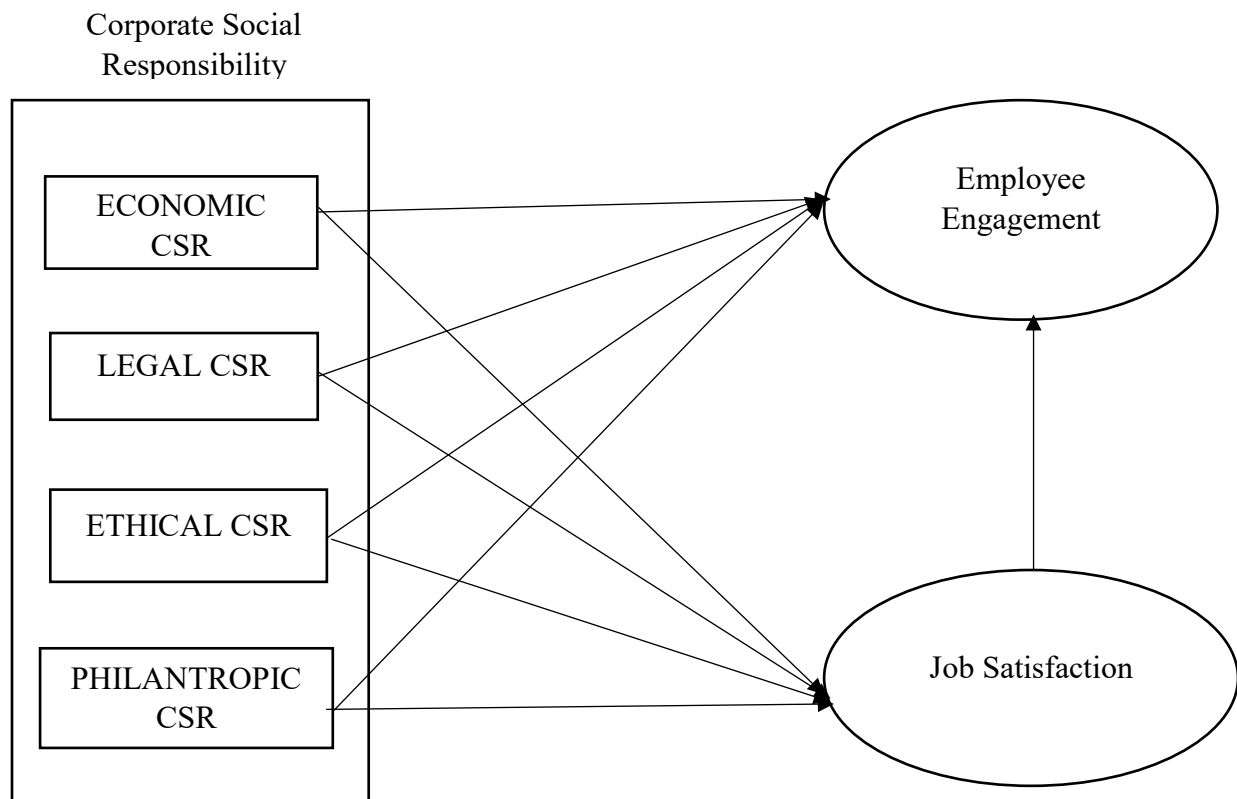 Corporate Social
Responsibility
ECONOMIC
CSR
LEGAL CSR
ETHICAL CSR
PHILANTROPIC
CSR
Employee
Engagement
Job Satisfaction